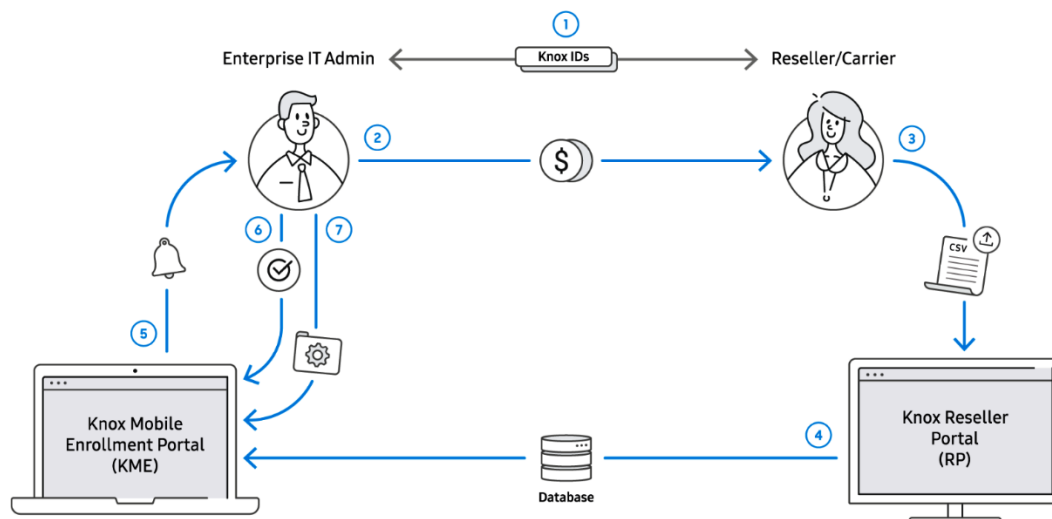 1
Enterprise IT Admin
Knox IDs
Reseller/Carrier
2
$
3
CSV
6
7
5
Knox Mobile
Enrollment Portal
(KME)
4
Knox Reseller
Portal
(RP)
Database